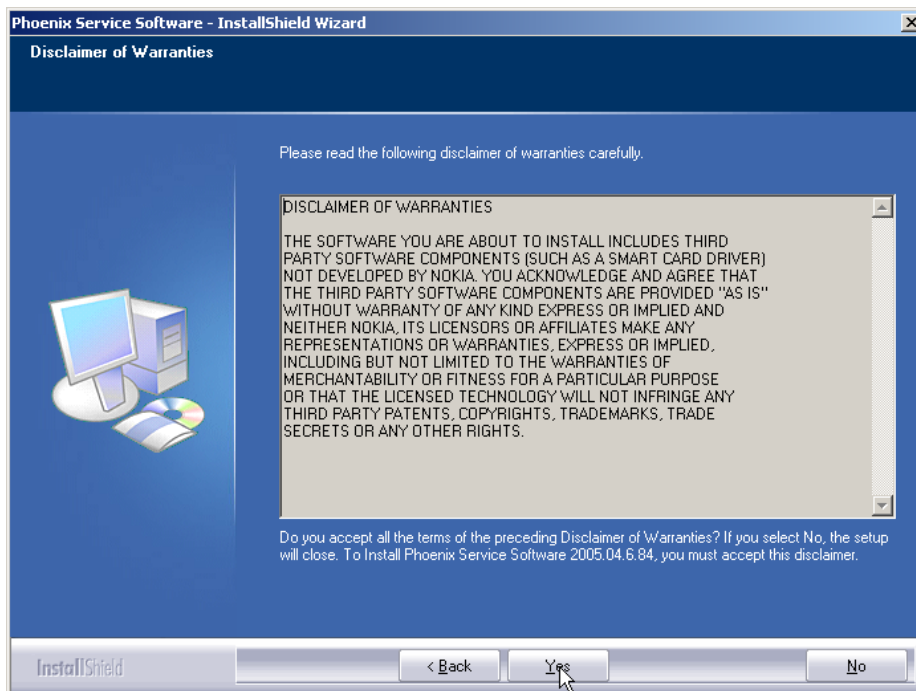 Phoenix Service Software - InstallShield Wizard
Disclaimer of Warranties
Please read the following disclaimer of warranties carefully.
DISCLAIMER OF WARRANTIES
THE SOFTWARE YOU ARE ABOUT TO INSTALL INCLUDES THIRD
PARTY SOFTWARE COMPONENTS (SUCH AS A SMART CARD DRIVER)
NOT DEVELOPED BY NOKIA. YOU ACKNOWLEDGE AND AGREE THAT
THE THIRD PARTY SOFTWARE COMPONENTS ARE PROVIDED "AS IS"
WITHOUT WARRANTY OF ANY KIND EXPRESS OR IMPLIED AND
NEITHER NOKIA, ITS LICENSORS OR AFFILIATES MAKE ANY
REPRESENTATIONS OR WARRANTIES, EXPRESS OR IMPLIED,
INCLUDING BUT NOT LIMITED TO THE WARRANTIES OF
MERCHANTABILITY OR FITNESS FOR A PARTICULAR PURPOSE
OR THAT THE LICENSED TECHNOLOGY WILL NOT INFRINGE ANY
THIRD PARTY PATENTS, COPYRIGHTS, TRADEMARKS, TRADE
SECRETS OR ANY OTHER RIGHTS.
Do you accept all the terms of the preceding Disclaimer of Warranties? If you select No, the setup
will close. To Install Phoenix Service Software 2005.04.6.84, you must accept this disclaimer.
InstallShield
< Back
Yes
No